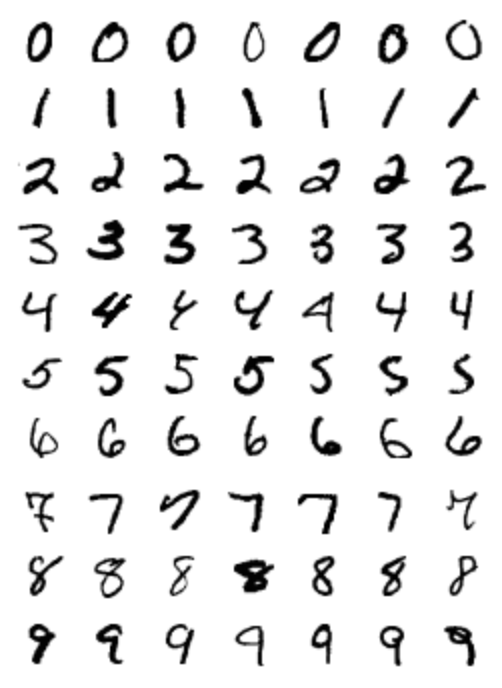 0 0 0 0 0 0 0
1 1 1 1 1 1 1
2 2 2 2 2 2 2
3 3 3 3 3 3 3
4 4 4 4 4 4 4
5 5 5 5 5 5 5
6 6 6 6 6 6 6
7 7 7 7 7 7 7
8 8 8 8 8 8 8
9 9 9 9 9 9 9